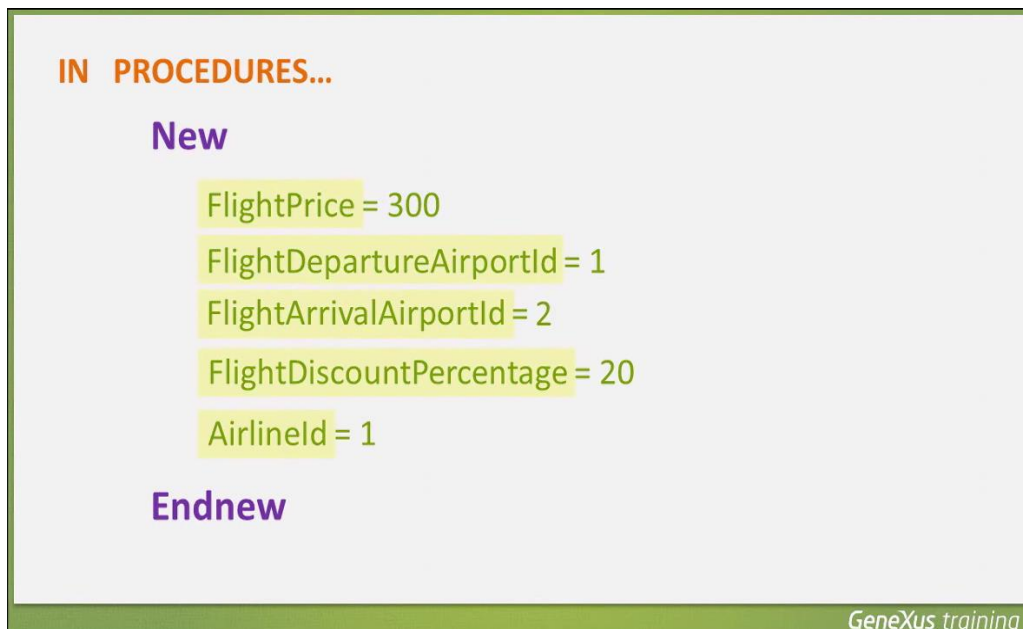 IN PROCEDURES...
New
FlightPrice = 300
FlightDepartureAirportId = 1
FlightArrivalAirportId = 2
FlightDiscountPercentage = 20
AirlineId = 1
Endnew
GeneXus training